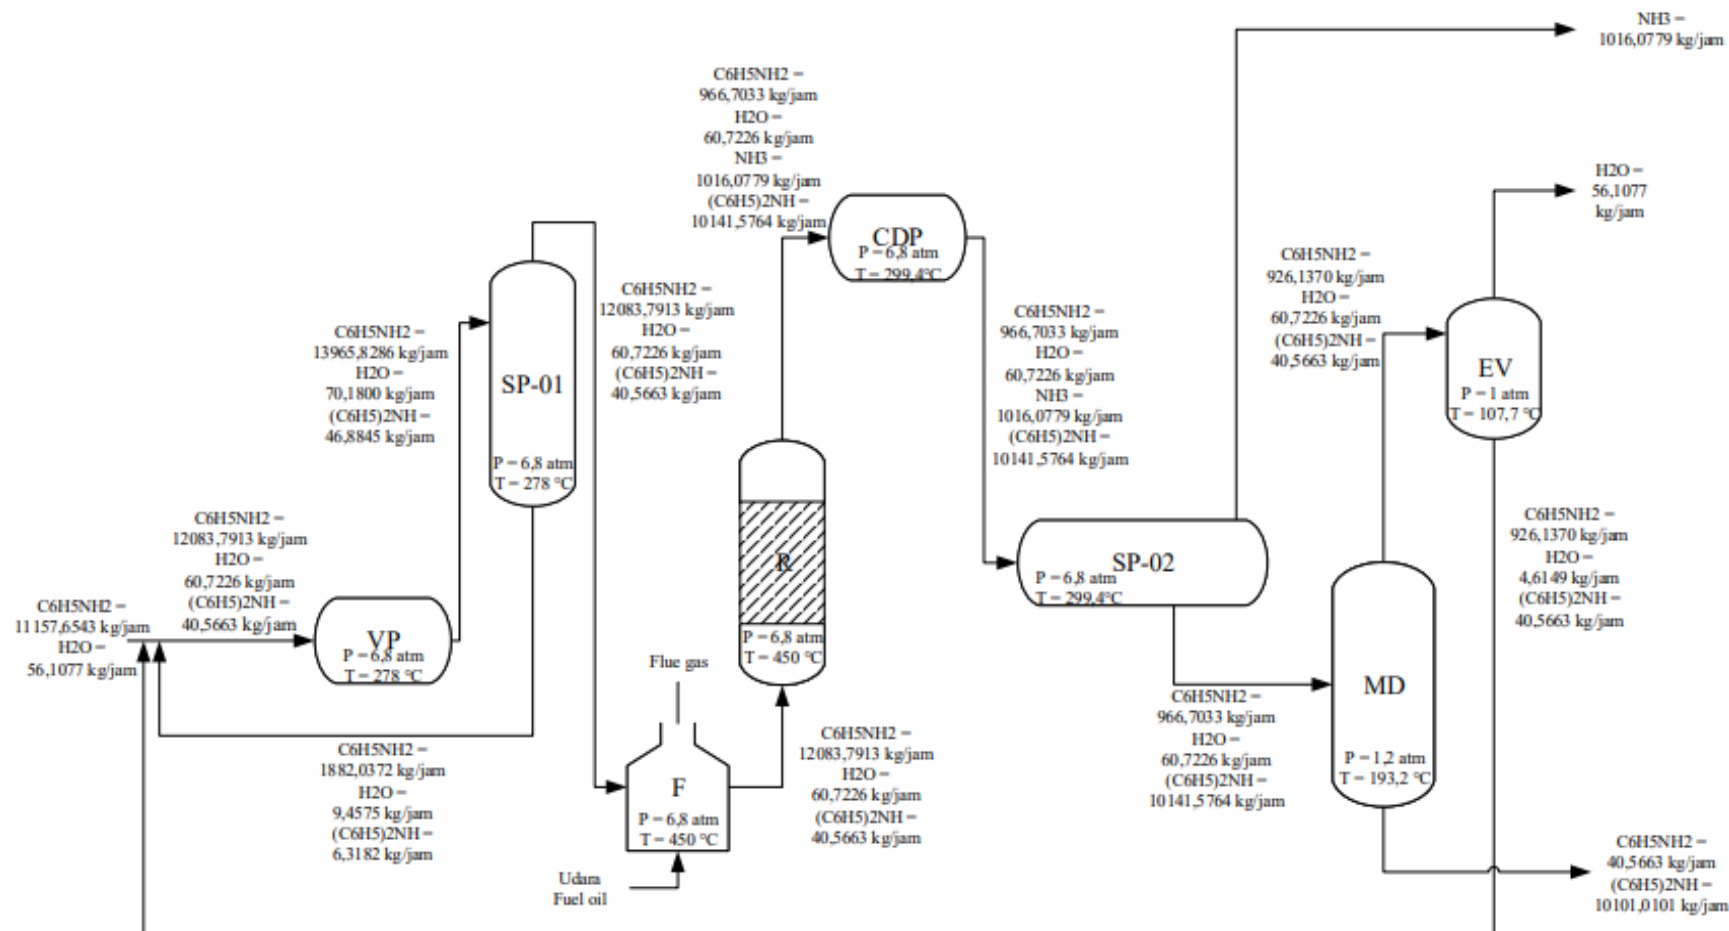 NH3 =
1016,0779 kg/jam
C6H5NH2 =
966,7033 kg/jam
H2O =
60,7226 kg/jam
NH3 =
1016,0779 kg/jam
(C6H5)2NH =
10141,5764 kg/jam
CDP
P = 6,8 atm
T = 299,4°C
H2O =
56,1077
kg/jam
C6H5NH2 =
926,1370 kg/jam
H2O =
60,7226 kg/jam
(C6H5)2NH =
40,5663 kg/jam
EV
P = 1 atm
T = 107,7 °C
C6H5NH2 =
12083,7913 kg/jam
H2O =
60,7226 kg/jam
(C6H5)2NH =
40,5663 kg/jam
C6H5NH2 =
13965,8286 kg/jam
H2O =
70,1800 kg/jam
(C6H5)2NH =
46,8845 kg/jam
SP-01
P = 6,8 atm
T = 278 °C
C6H5NH2 =
966,7033 kg/jam
H2O =
60,7226 kg/jam
NH3 =
1016,0779 kg/jam
(C6H5)2NH =
10141,5764 kg/jam
C6H5NH2 =
12083,7913 kg/jam
H2O =
60,7226 kg/jam
(C6H5)2NH =
40,5663 kg/jam
C6H5NH2 =
11157,6543 kg/jam
H2O =
56,1077 kg/jam
VP
P = 6,8 atm
T = 278 °C
R
P = 6,8 atm
T = 450 °C
SP-02
P = 6,8 atm
T = 299,4°C
C6H5NH2 =
926,1370 kg/jam
H2O =
4,6149 kg/jam
(C6H5)2NH =
40,5663 kg/jam
Flue gas
C6H5NH2 =
1882,0372 kg/jam
H2O =
9,4575 kg/jam
(C6H5)2NH =
6,3182 kg/jam
F
P = 6,8 atm
T = 450 °C
Udara
Fuel oil
C6H5NH2 =
12083,7913 kg/jam
H2O =
60,7226 kg/jam
(C6H5)2NH =
40,5663 kg/jam
C6H5NH2 =
966,7033 kg/jam
H2O =
60,7226 kg/jam
(C6H5)2NH =
10141,5764 kg/jam
MD
P = 1,2 atm
T = 193,2 °C
C6H5NH2 =
40,5663 kg/jam
(C6H5)2NH =
10101,0101 kg/jam